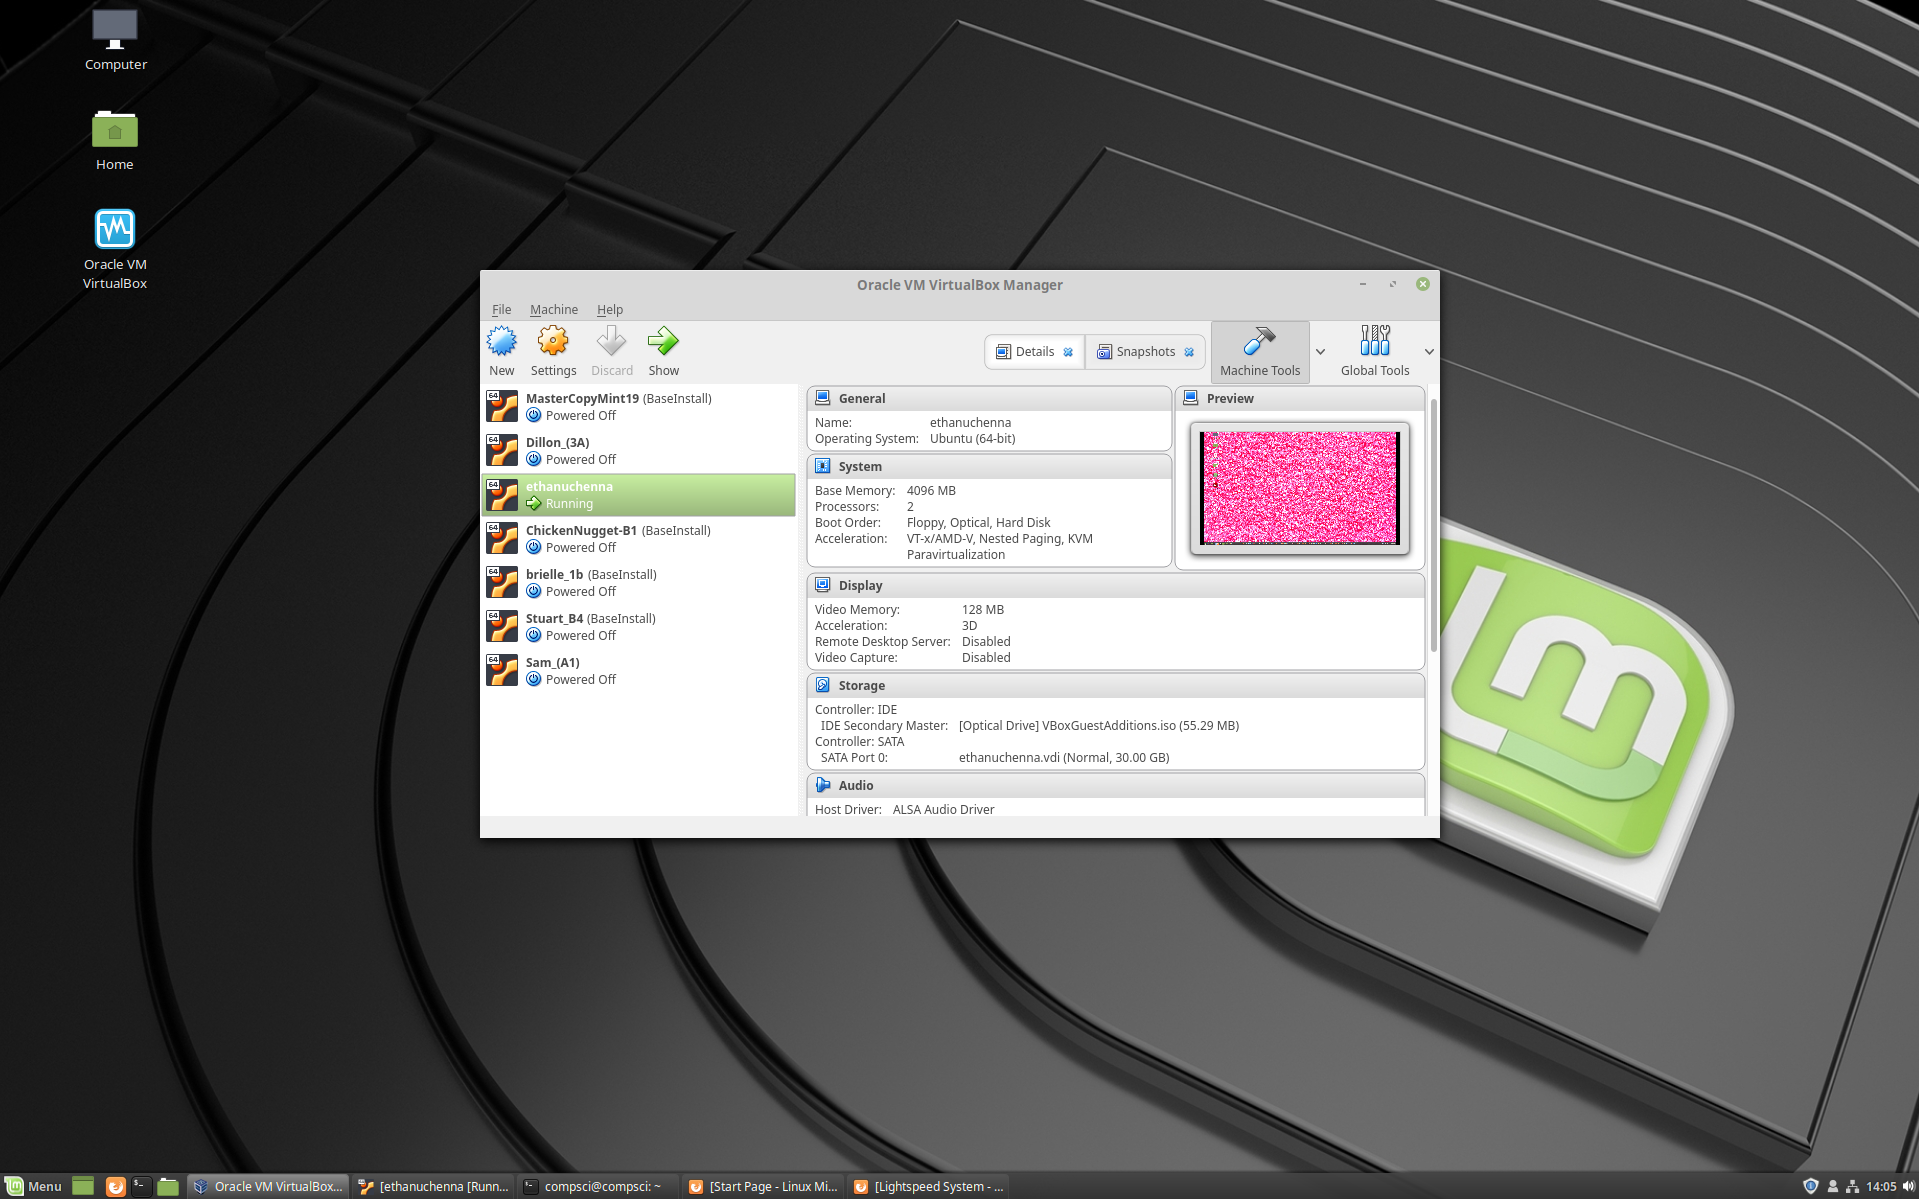 Computer
Home
Oracle VM
VirtualBox
Oracle VM VirtualBox Manager
File Machine Help
New Settings Discard Show
Details Snapshots Machine Tools Global Tools
MasterCopyMint19 (BaseInstall)
Powered Off
Dillon_(3A)
Powered Off
ethanuchenna
Running
ChickenNugget-B1 (BaseInstall)
Powered Off
brielle_1b (BaseInstall)
Powered Off
Stuart_B4 (BaseInstall)
Powered Off
Sam_(A1)
Powered Off
64
64
64
64
64
64
64
General
Name: ethanuchenna
Operating System: Ubuntu (64-bit)
Preview
System
Base Memory: 4096 MB
Processors: 2
Boot Order: Floppy, Optical, Hard Disk
Acceleration: VT-x/AMD-V, Nested Paging, KVM
Paravirtualization
Display
Video Memory: 128 MB
Acceleration: 3D
Remote Desktop Server: Disabled
Video Capture: Disabled
Storage
Controller: IDE
IDE Secondary Master: [Optical Drive] VBoxGuestAdditions.iso (55.29 MB)
Controller: SATA
SATA Port 0: ethanuchenna.vdi (Normal, 30.00 GB)
Audio
Host Driver: ALSA Audio Driver
Menu Oracle VM VirtualBox... [ethanuchenna [Runn... compsci@compsci: ~ [Start Page - Linux Mi... [Lightspeed System - ... 14:05